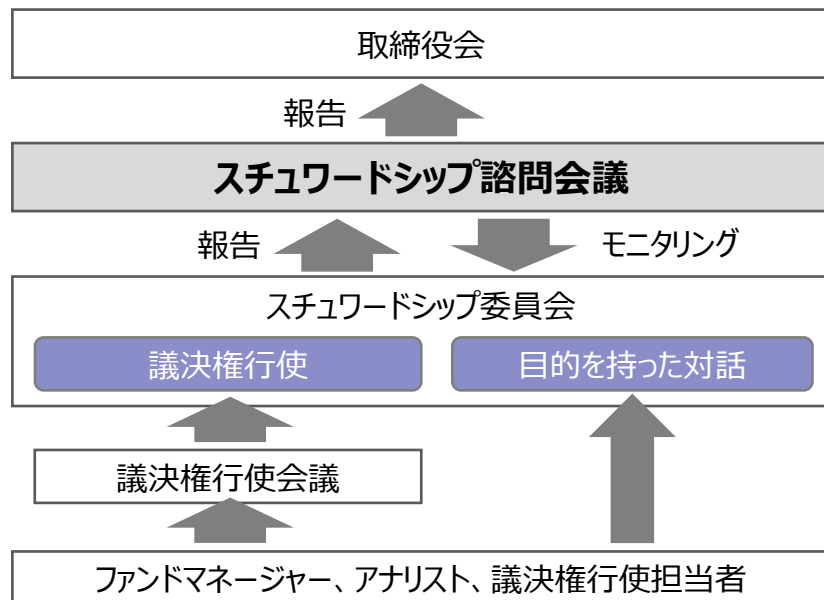 取締役会
報告
スチュワードシップ諮問会議
報告
モニタリング
スチュワードシップ委員会
議決権行使
目的を持った対話
議決権行使会議
ファンドマネージャー、アナリスト、議決権行使担当者